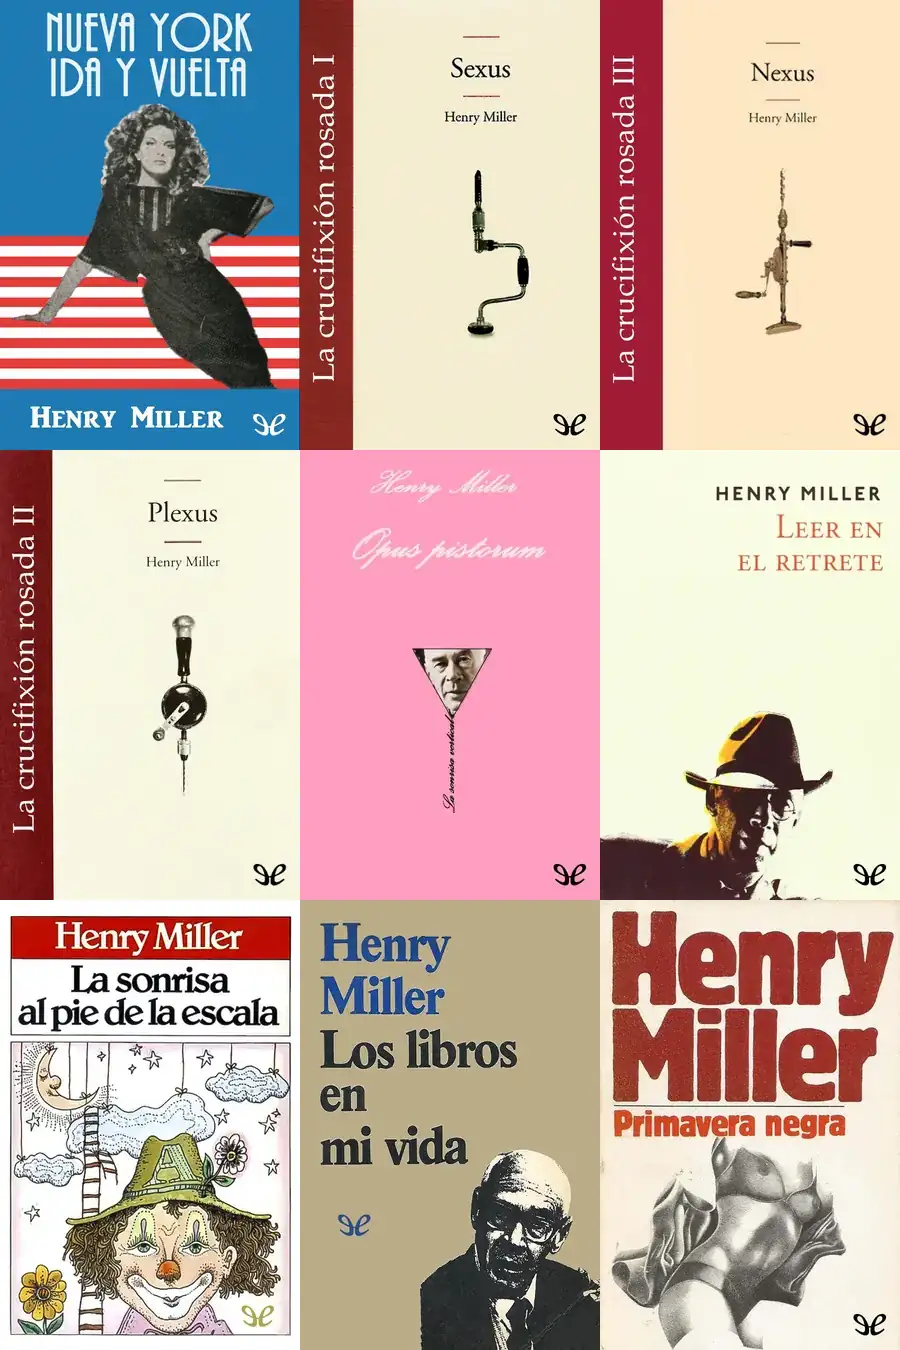 NUEVA YORK
IDA Y VUELTA
HENRY MILLER
La crucifixión rosada I
Sexus
Henry Miller
La crucifixión rosada III
Nexus
Henry Miller
La crucifixión rosada II
Plexus
Henry Miller
Henry Miller
Opus pistorum
La sonrisa vertical
HENRY MILLER
LEER EN
EL RETRETE
Henry Miller
La sonrisa
al pie de la escala
A
Henry
Miller
Los libros
en
mi vida
Henry
Miller
Primavera negra